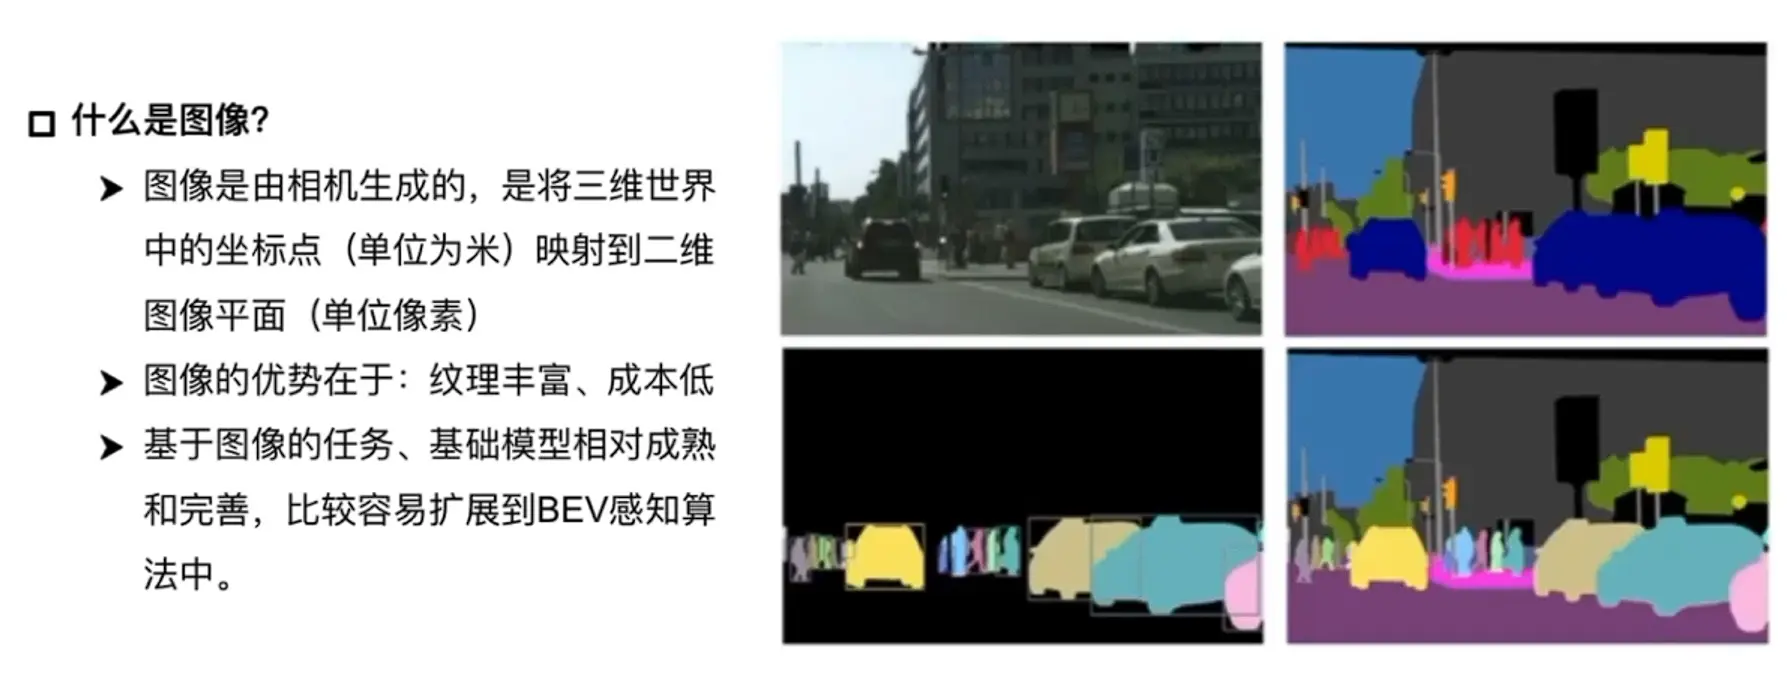 什么是图像?
图像是由相机生成的，是将三维世界
中的坐标点（单位为米）映射到二维
图像平面（单位像素）
图像的优势在于：纹理丰富、成本低
基于图像的任务、基础模型相对成熟
和完善，比较容易扩展到BEV感知算
法中。